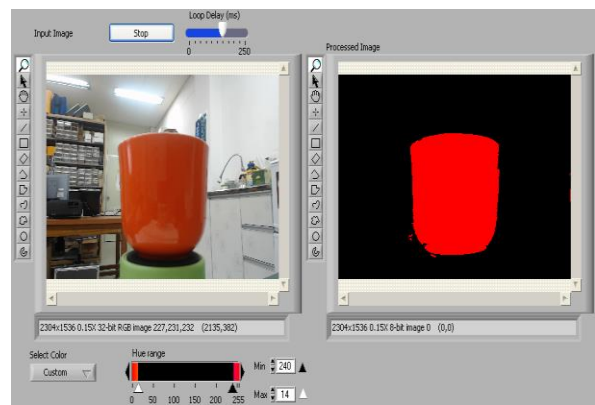 Loop Delay (ms)
Input Image
Stop
0 250
Processed Image
2304x1536 0.15X 32-bit RGB image 227,231,232 (2135,382)
2304x1536 0.15X 8-bit image 0 (0,0)
Select Color
Custom
Hue range
0 50 100 150 200 255
Min 240
Max 14